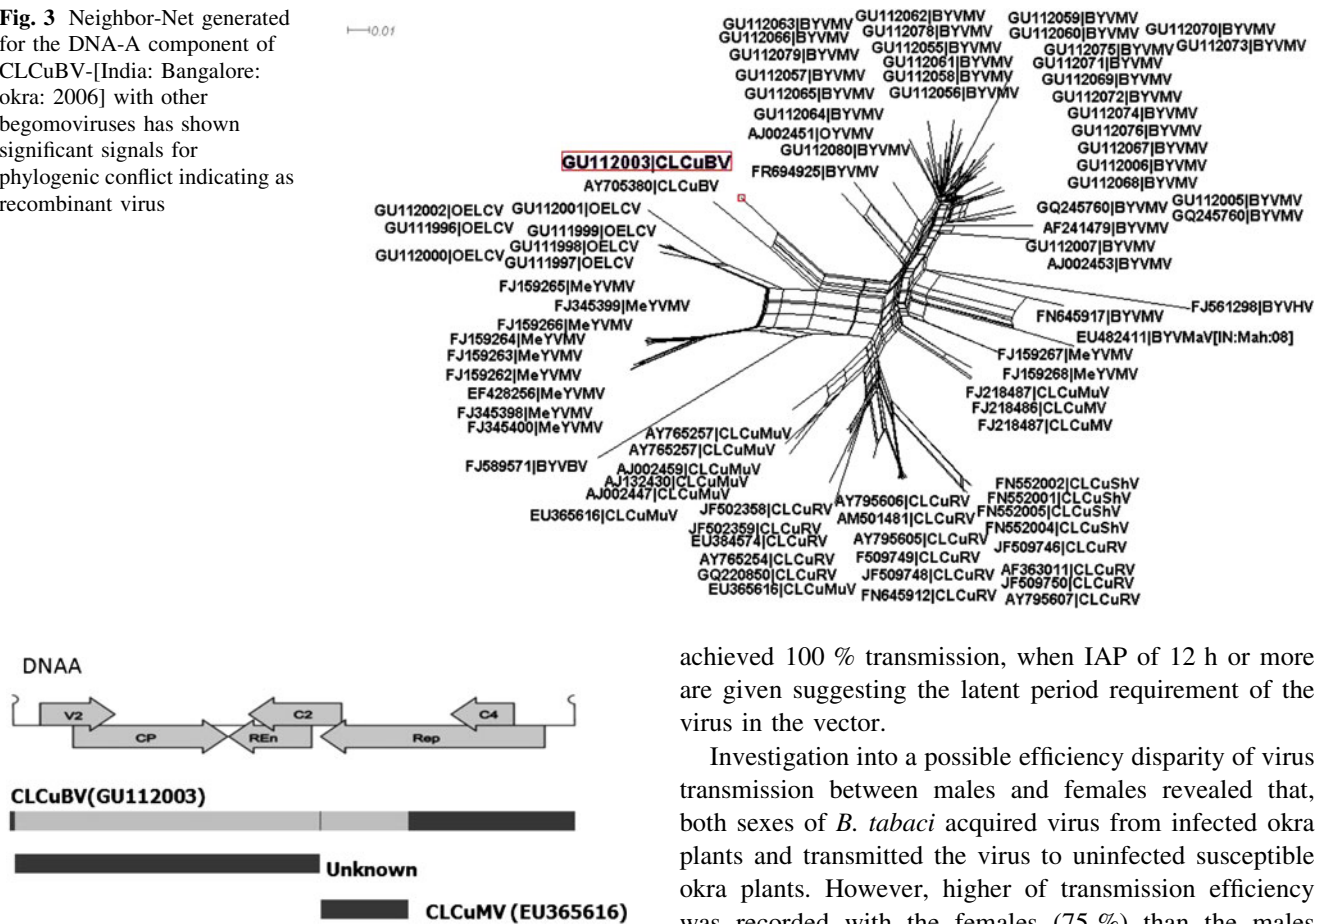 Fig. 3 Neighbor-Net generated
for the DNA-A component of
CLCuBV-[India: Bangalore:
okra: 2006] with other
begomoviruses has shown
significant signals for
phylogenic conflict indicating as
recombinant virus
0.01
GU112063|BYVMV GU112062|BYVMV GU112059|BYVMV
GU112066|BYVMV GU112078|BYVMV GU112060|BYVMV GU112070|BYVMV
GU112079|BYVMV GU112055|BYVMV GU112075|BYVMV GU112073|BYVMV
GU112061|BYVMV GU112071|BYVMV
GU112057|BYVMV GU112058|BYVMV GU112069|BYVMV
GU112065|BYVMV GU112056|BYVMV GU112072|BYVMV
GU112064|BYVMV GU112074|BYVMV
AJ002451|OYVMV GU112076|BYVMV
GU112080|BYVMV GU112067|BYVMV
GU112003|CLCuBV
FR694925|BYVMV GU112006|BYVMV
AY705380|CLCuBV GU112068|BYVMV
GU112002|OELCV GU112001|OELCV GQ245760|BYVMV GU112005|BYVMV
GQ245760|BYVMV
GU111996|OELCV GU111999|OELCV AF241479|BYVMV
GU111998|OELCV GU112007|BYVMV
GU112000|OELCV GU111997|OELCV AJ002453|BYVMV
FJ159265|MeYVMV
FJ345399|MeYVMV FN645917|BYVMV FJ561298|BYVHV
FJ159266|MeYVMV
FJ159264|MeYVMV EU482411|BYVMaV[IN:Mah:08]
FJ159263|MeYVMV FJ159267|MeYVMV
FJ159262|MeYVMV FJ159268|MeYVMV
EF428256|MeYVMV FJ218487|CLCuMuV
FJ345398|MeYVMV FJ218486|CLCuMV
FJ345400|MeYVMV FJ218487|CLCuMV
AY765257|CLCuMuV
AY765257|CLCuMuV
FJ589571|BYVBV AJ002459|CLCuMuV
AJ132430|CLCuMuV FN552002|CLCuShV
AJ002447|CLCuMuV FN552001|CLCuShV
EU365616|CLCuMuV JF502358|CLCuRV AY795606|CLCuRV FN552005|CLCuShV
JF502359|CLCuRV AM501481|CLCuRV FN552004|CLCuShV
EU384574|CLCuRV AY795605|CLCuRV JF509746|CLCuRV
AY765254|CLCuRV F509749|CLCuRV AF363011|CLCuRV
GQ220850|CLCuRV JF509748|CLCuRV JF509750|CLCuRV
EU365616|CLCuMuV FN645912|CLCuRV AY795607|CLCuRV
DNAA
V2 C2 C4
CP REn Rep
CLCuBV(GU112003)
Unknown
CLCuMV (EU365616)
achieved 100 % transmission, when IAP of 12 h or more
are given suggesting the latent period requirement of the
virus in the vector.
Investigation into a possible efficiency disparity of virus
transmission between males and females revealed that,
both sexes of B. tabaci acquired virus from infected okra
plants and transmitted the virus to uninfected susceptible
okra plants. However, higher of transmission efficiency
was recorded with the females (75 %) than the males